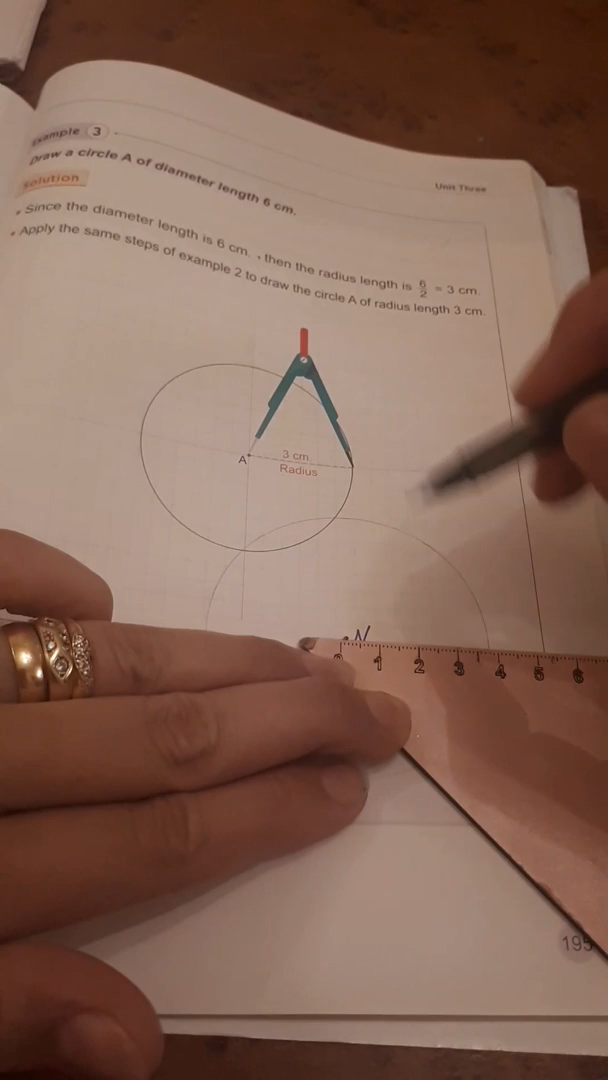 Example 3
Unit Three
Draw a circle A of diameter length 6 cm.
Solution
• Since the diameter length is 6 cm. , then the radius length is 6/2 = 3 cm.
• Apply the same steps of example 2 to draw the circle A of radius length 3 cm.
A
3 cm.
Radius
N
0 1 2 3 4 5 6
195